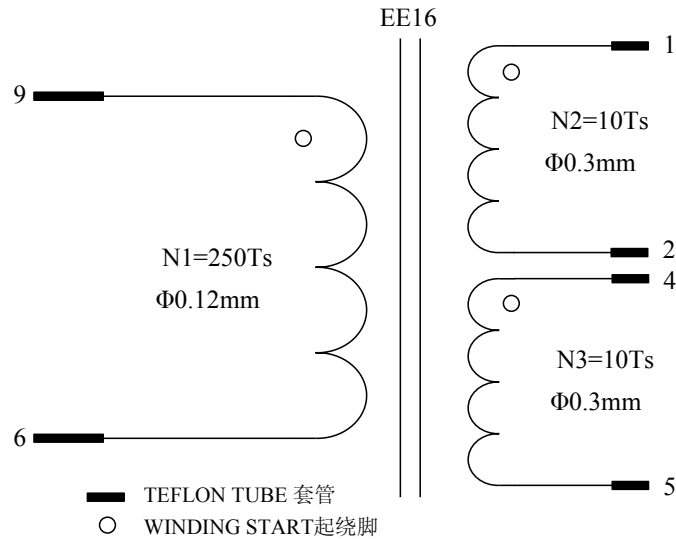 EE16
9
1
N2=10Ts
Φ0.3mm
N1=250Ts
2
4
Φ0.12mm
N3=10Ts
Φ0.3mm
6
5
TEFLON TUBE 套管
WINDING START起绕脚